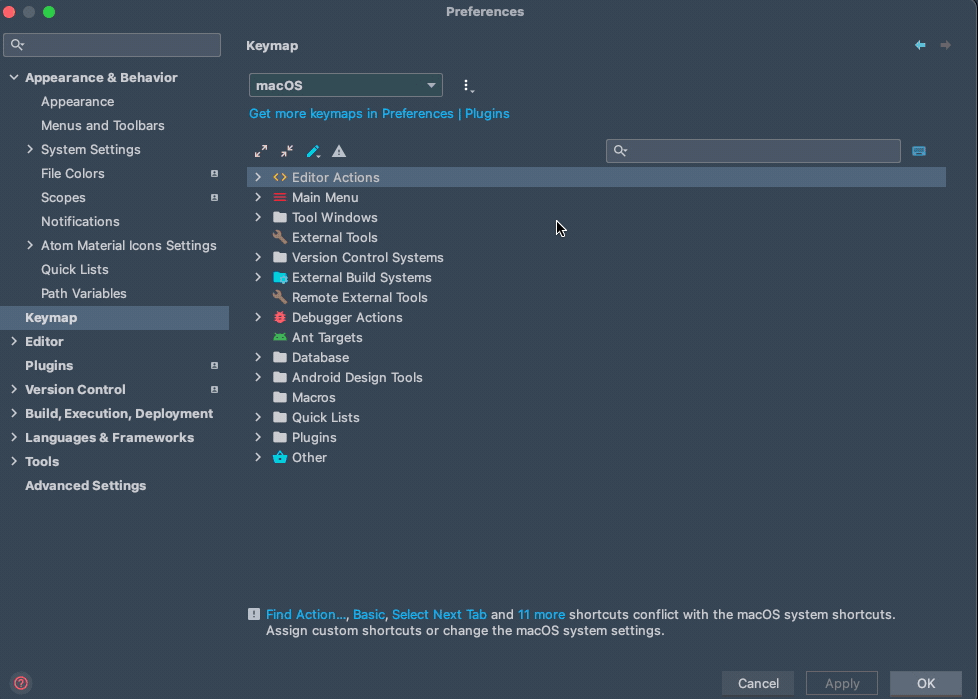 Preferences
Keymap
Appearance & Behavior
Appearance
Menus and Toolbars
System Settings
File Colors
Scopes
Notifications
Atom Material Icons Settings
Quick Lists
Path Variables
Keymap
Editor
Plugins
Version Control
Build, Execution, Deployment
Languages & Frameworks
Tools
Advanced Settings
macOS
Get more keymaps in Preferences | Plugins
Editor Actions
Main Menu
Tool Windows
External Tools
Version Control Systems
External Build Systems
Remote External Tools
Debugger Actions
Ant Targets
Database
Android Design Tools
Macros
Quick Lists
Plugins
Other
Find Action..., Basic, Select Next Tab and 11 more shortcuts conflict with the macOS system shortcuts.
Assign custom shortcuts or change the macOS system settings.
Cancel
Apply
OK